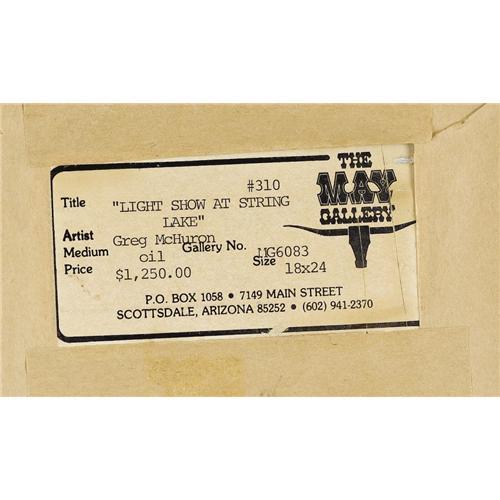 THE
MAY
GALLERY
#310
Title "LIGHT SHOW AT STRING
LAKE"
Artist Greg McHuron
Medium oil Gallery No. MG6083
Price $1,250.00 Size 18x24
P.O. BOX 1058 • 7149 MAIN STREET
SCOTTSDALE, ARIZONA 85252 • (602) 941-2370